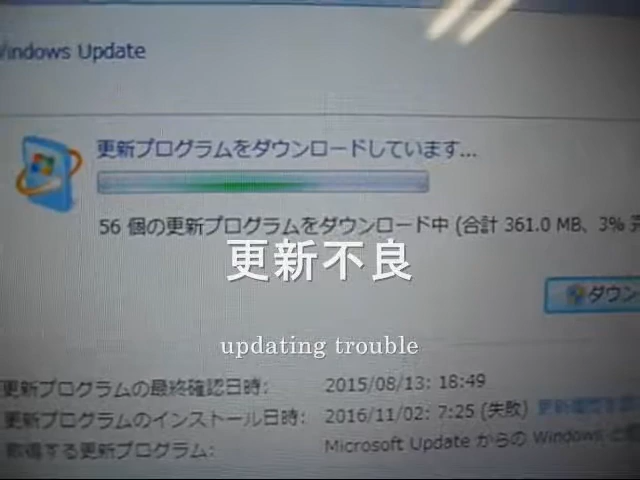 Windows Update
更新プログラムをダウンロードしています...
56 個の更新プログラムをダウンロード中 (合計 361.0 MB、3%
更新不良
ダウン
updating trouble
更新プログラムの最終確認日時: 2015/08/13: 18:49
更新プログラムのインストール日時: 2016/11/02: 7:25 (失敗) 更新履歴
取得する更新プログラム: Microsoft Update からの Windows